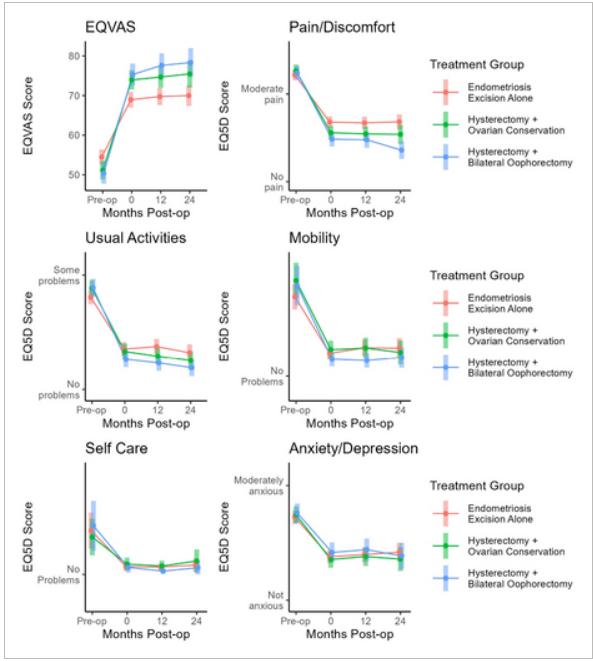 EQVAS
Pain/Discomfort
EQVAS Score
80
70
60
50
Pre-op 0 12 24
Months Post-op
EQ5D Score
Moderate
pain
No
pain
Pre-op 0 12 24
Months Post-op
Treatment Group
Endometriosis
Excision Alone
Hysterectomy +
Ovarian Conservation
Hysterectomy +
Bilateral Oophorectomy
Usual Activities
Mobility
EQ5D Score
Some
problems
No
problems
Pre-op 0 12 24
Months Post-op
EQ5D Score
No
Problems
Pre-op 0 12 24
Months Post-op
Treatment Group
Endometriosis
Excision Alone
Hysterectomy +
Ovarian Conservation
Hysterectomy +
Bilateral Oophorectomy
Self Care
Anxiety/Depression
EQ5D Score
No
Problems
Pre-op 0 12 24
Months Post-op
EQ5D Score
Moderately
anxious
Not
anxious
Pre-op 0 12 24
Months Post-op
Treatment Group
Endometriosis
Excision Alone
Hysterectomy +
Ovarian Conservation
Hysterectomy +
Bilateral Oophorectomy